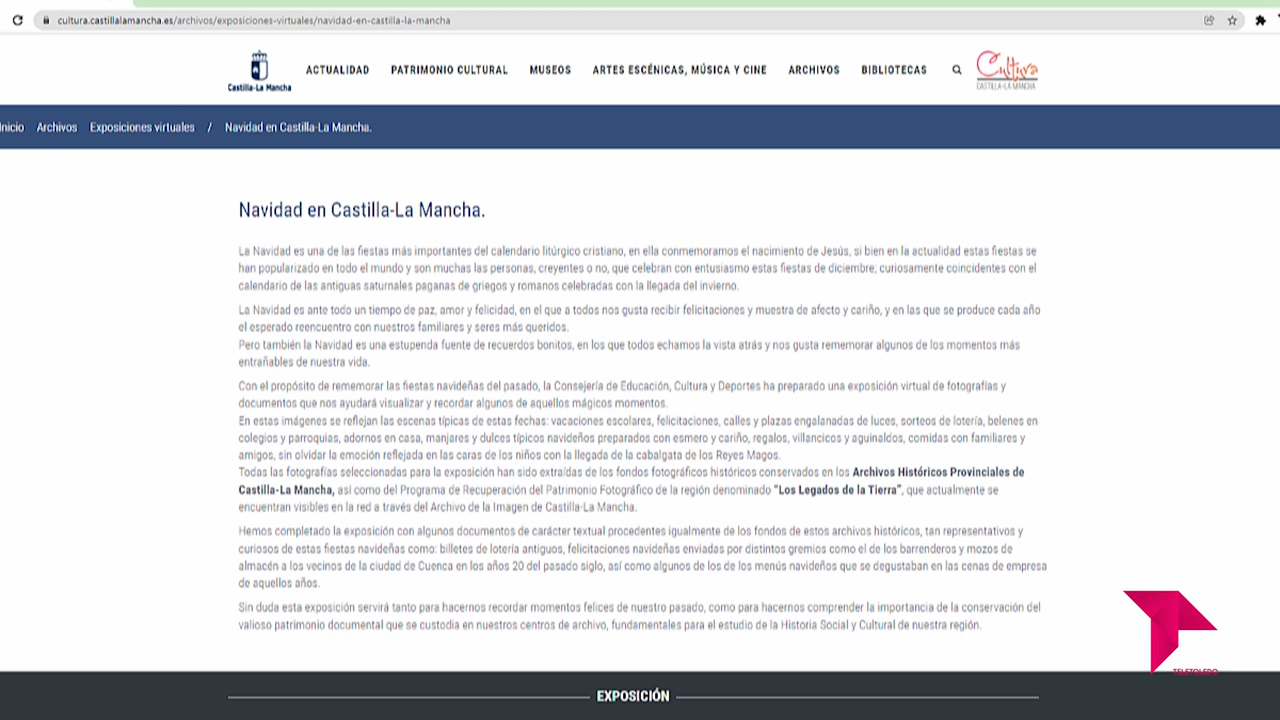 cultura.castillalamancha.es/archivos/exposiciones-virtuales/navidad-en-castilla-la-mancha
Castilla-La Mancha
ACTUALIDAD PATRIMONIO CULTURAL MUSEOS ARTES ESCÉNICAS, MÚSICA Y CINE ARCHIVOS BIBLIOTECAS
Cultura
CASTILLA-LA MANCHA
Inicio Archivos Exposiciones virtuales / Navidad en Castilla-La Mancha.
Navidad en Castilla-La Mancha.
La Navidad es una de las fiestas más importantes del calendario litúrgico cristiano, en ella conmemoramos el nacimiento de Jesús, si bien en la actualidad estas fiestas se
han popularizado en todo el mundo y son muchas las personas, creyentes o no, que celebran con entusiasmo estas fiestas de diciembre; curiosamente coincidentes con el
calendario de las antiguas saturnales paganas de griegos y romanos celebradas con la llegada del invierno.
La Navidad es ante todo un tiempo de paz, amor y felicidad, en el que a todos nos gusta recibir felicitaciones y muestra de afecto y cariño, y en las que se produce cada año
el esperado reencuentro con nuestros familiares y seres más queridos.
Pero también la Navidad es una estupenda fuente de recuerdos bonitos, en los que todos echamos la vista atrás y nos gusta rememorar algunos de los momentos más
entrañables de nuestra vida.
Con el propósito de rememorar las fiestas navideñas del pasado, la Consejería de Educación, Cultura y Deportes ha preparado una exposición virtual de fotografías y
documentos que nos ayudará visualizar y recordar algunos de aquellos mágicos momentos.
En estas imágenes se reflejan las escenas típicas de estas fechas: vacaciones escolares, felicitaciones, calles y plazas engalanadas de luces, sorteos de lotería, belenes en
colegios y parroquias, adornos en casa, manjares y dulces típicos navideños preparados con esmero y cariño, regalos, villancicos y aguinaldos, comidas con familiares y
amigos, sin olvidar la emoción reflejada en las caras de los niños con la llegada de la cabalgata de los Reyes Magos.
Todas las fotografías seleccionadas para la exposición han sido extraídas de los fondos fotográficos históricos conservados en los Archivos Históricos Provinciales de
Castilla-La Mancha, así como del Programa de Recuperación del Patrimonio Fotográfico de la región denominado “Los Legados de la Tierra”, que actualmente se
encuentran visibles en la red a través del Archivo de la Imagen de Castilla-La Mancha.
Hemos completado la exposición con algunos documentos de carácter textual procedentes igualmente de los fondos de estos archivos históricos, tan representativos y
curiosos de estas fiestas navideñas como: billetes de lotería antiguos, felicitaciones navideñas enviadas por distintos gremios como el de los barrenderos y mozos de
almacén a los vecinos de la ciudad de Cuenca en los años 20 del pasado siglo, así como algunos de los de los menús navideños que se degustaban en las cenas de empresa
de aquellos años.
Sin duda esta exposición servirá tanto para hacernos recordar momentos felices de nuestro pasado, como para hacernos comprender la importancia de la conservación del
valioso patrimonio documental que se custodia en nuestros centros de archivo, fundamentales para el estudio de la Historia Social y Cultural de nuestra región.
TELETOLEDO
EXPOSICIÓN